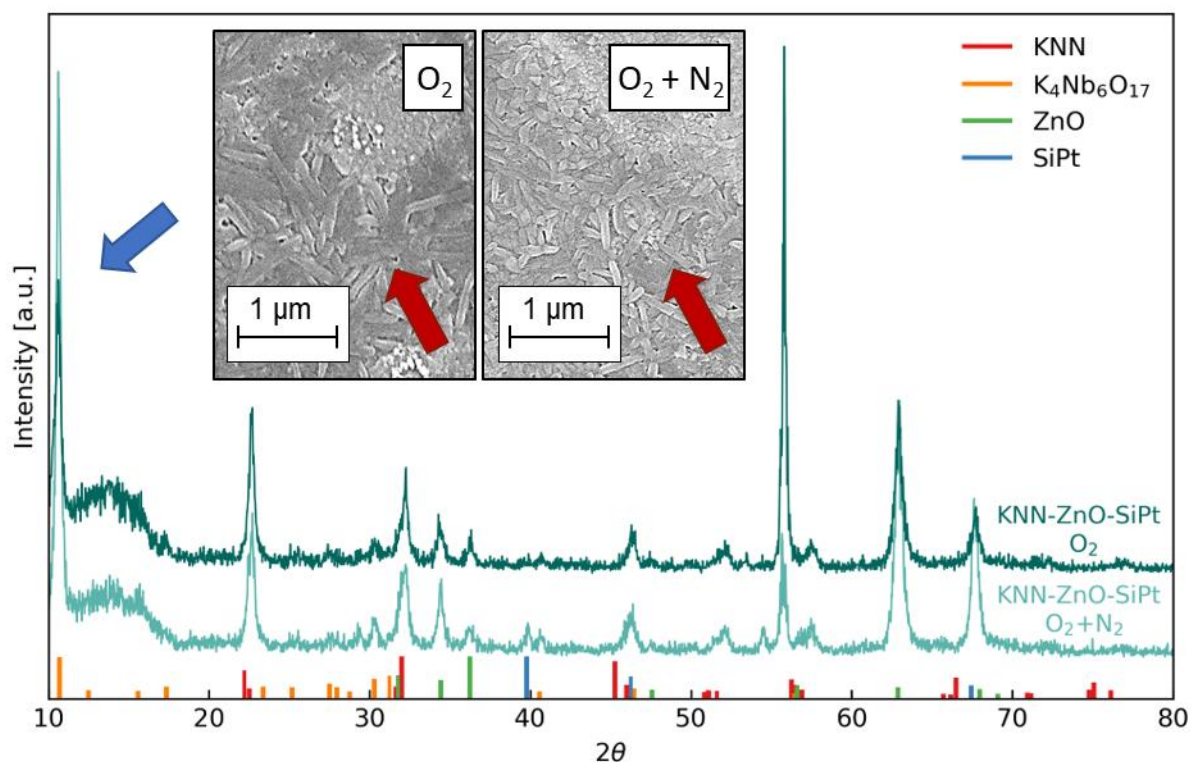 O₂
O₂ + N₂
1 µm
1 µm
KNN
K₄Nb₆O₁₇
ZnO
SiPt
Intensity [a.u.]
KNN-ZnO-SiPt
O₂
KNN-ZnO-SiPt
O₂+N₂
10 20 30 40 50 60 70 80
2θ